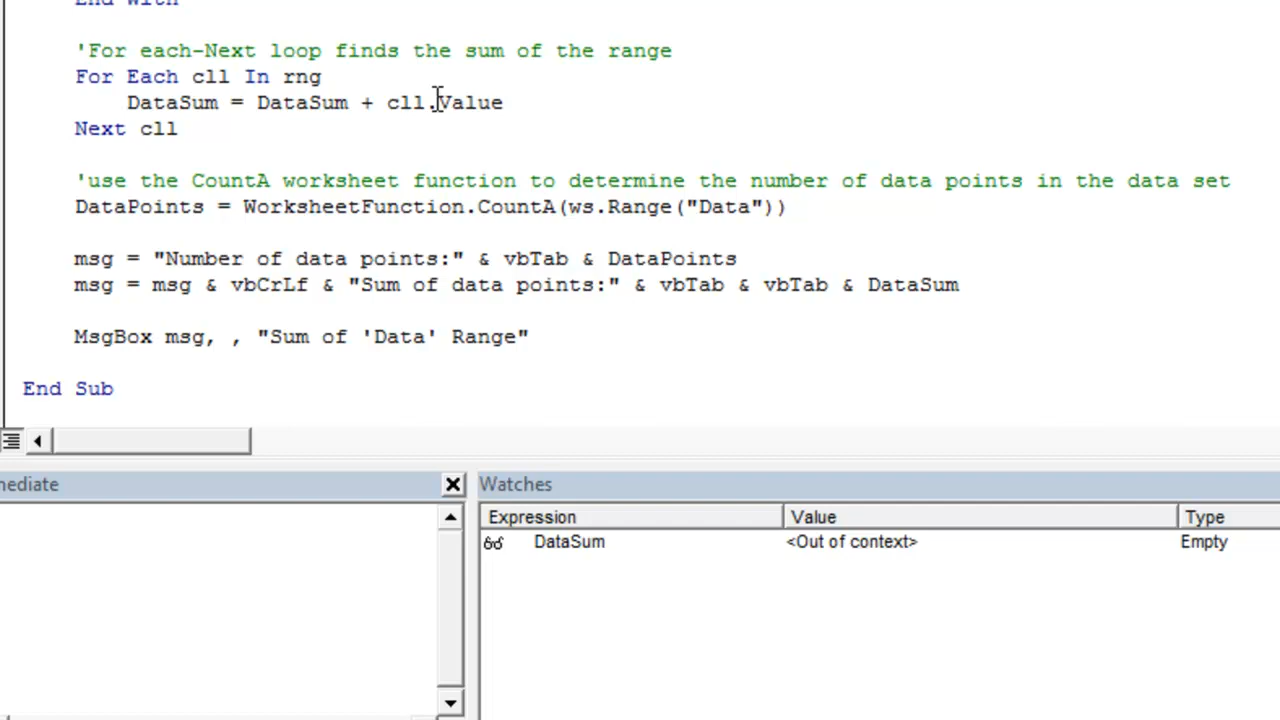 End With
'For each-Next loop finds the sum of the range
For Each cll In rng
DataSum = DataSum + cll.Value
Next cll
'use the CountA worksheet function to determine the number of data points in the data set
DataPoints = WorksheetFunction.CountA(ws.Range("Data"))
msg = "Number of data points:" & vbTab & DataPoints
msg = msg & vbCrLf & "Sum of data points:" & vbTab & vbTab & DataSum
MsgBox msg, , "Sum of 'Data' Range"
End Sub
mediate
Watches
Expression Value Type
DataSum <Out of context> Empty